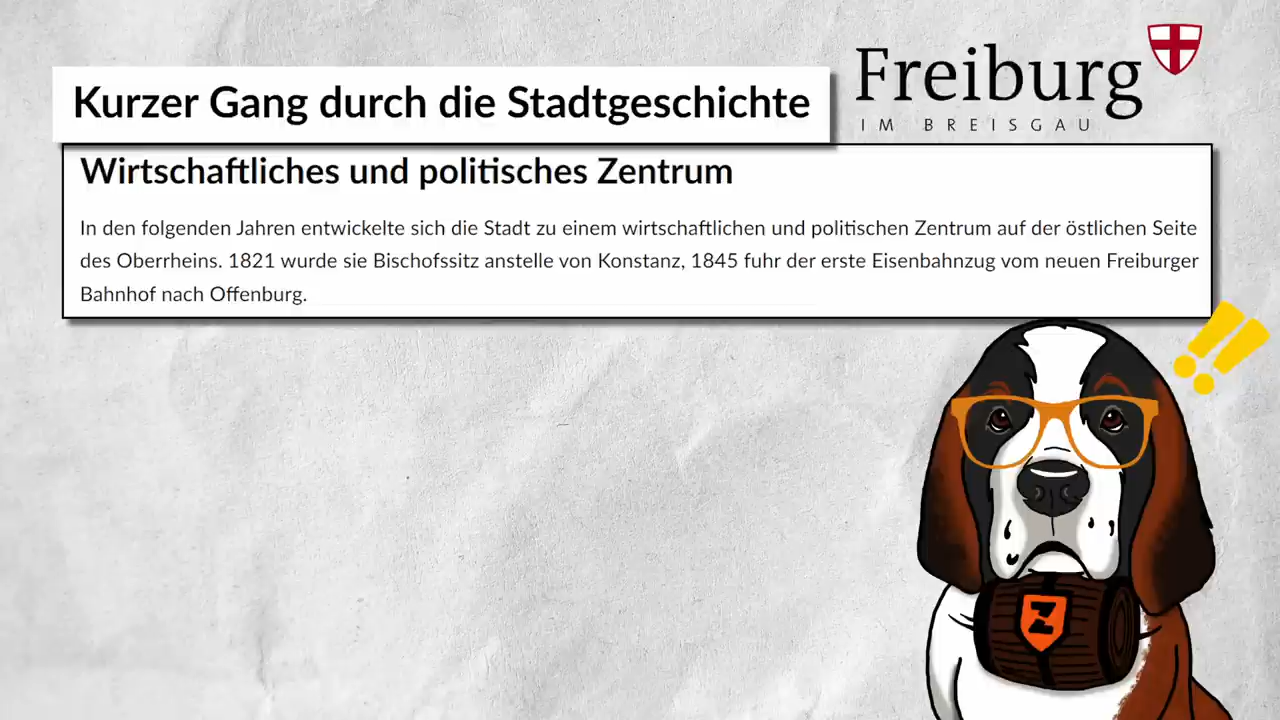 Freiburg
IM BREISGAU
Kurzer Gang durch die Stadtgeschichte
Wirtschaftliches und politisches Zentrum
In den folgenden Jahren entwickelte sich die Stadt zu einem wirtschaftlichen und politischen Zentrum auf der östlichen Seite
des Oberrheins. 1821 wurde sie Bischofssitz anstelle von Konstanz, 1845 fuhr der erste Eisenbahnzug vom neuen Freiburger
Bahnhof nach Offenburg.
!!
Z